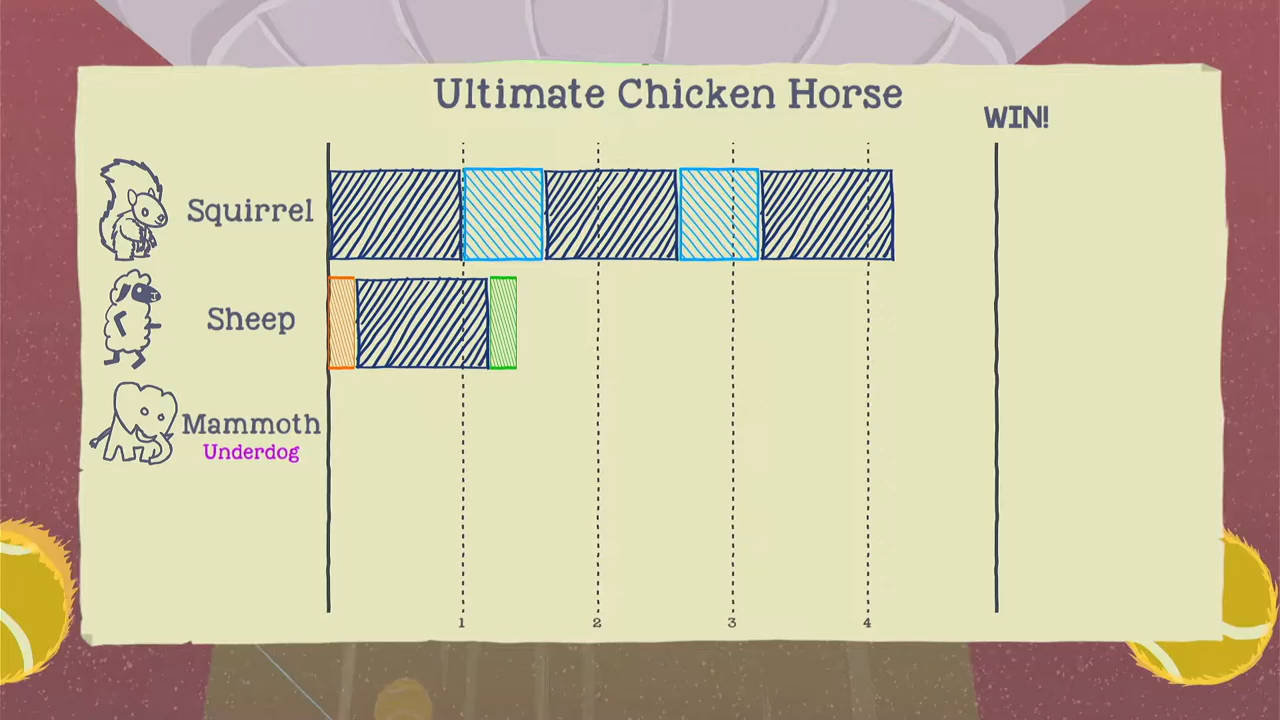 Ultimate Chicken Horse
WIN!
Squirrel
Sheep
Mammoth
Underdog
1 2 3 4